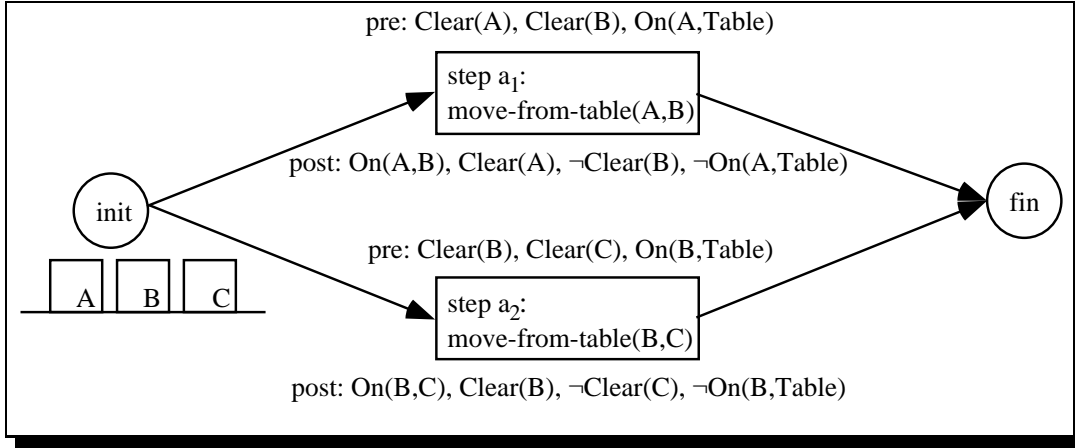 pre: Clear(A), Clear(B), On(A,Table)
step a1:
move-from-table(A,B)
post: On(A,B), Clear(A), ¬Clear(B), ¬On(A,Table)
init
fin
pre: Clear(B), Clear(C), On(B,Table)
A B C
step a2:
move-from-table(B,C)
post: On(B,C), Clear(B), ¬Clear(C), ¬On(B,Table)